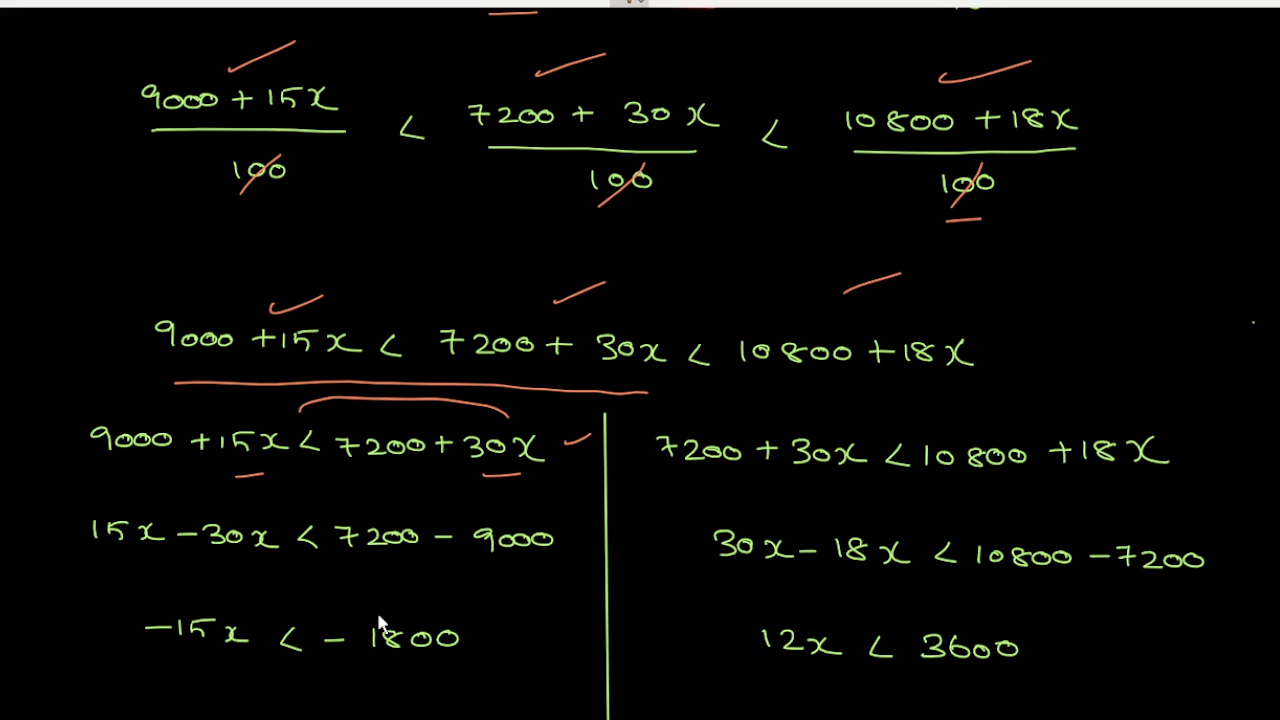 9000 + 15x / 100 < 7200 + 30x / 100 < 10800 + 18x / 100
9000 + 15x < 7200 + 30x < 10800 + 18x
9000 + 15x < 7200 + 30x
15x - 30x < 7200 - 9000
-15x < - 1800
7200 + 30x < 10800 + 18x
30x - 18x < 10800 - 7200
12x < 3600